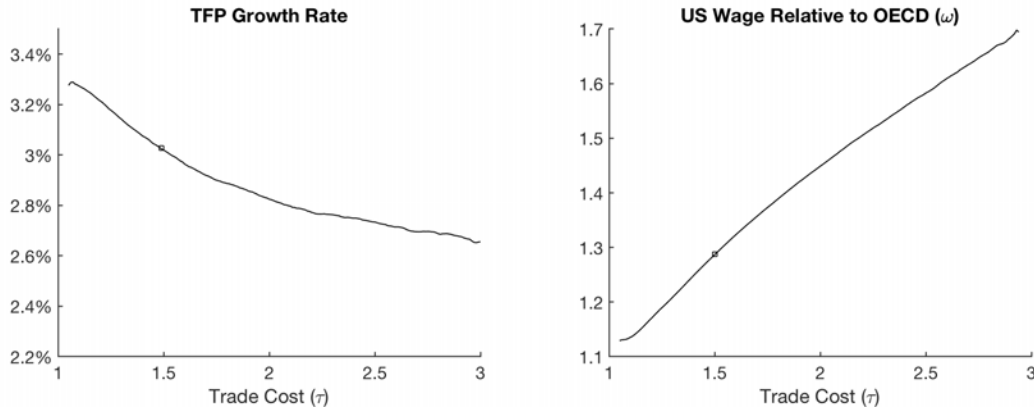 TFP Growth Rate
3.4%
3.2%
3%
2.8%
2.6%
2.4%
2.2%
1 1.5 2 2.5 3
Trade Cost (τ)
US Wage Relative to OECD (ω)
1.7
1.6
1.5
1.4
1.3
1.2
1.1
1 1.5 2 2.5 3
Trade Cost (τ)